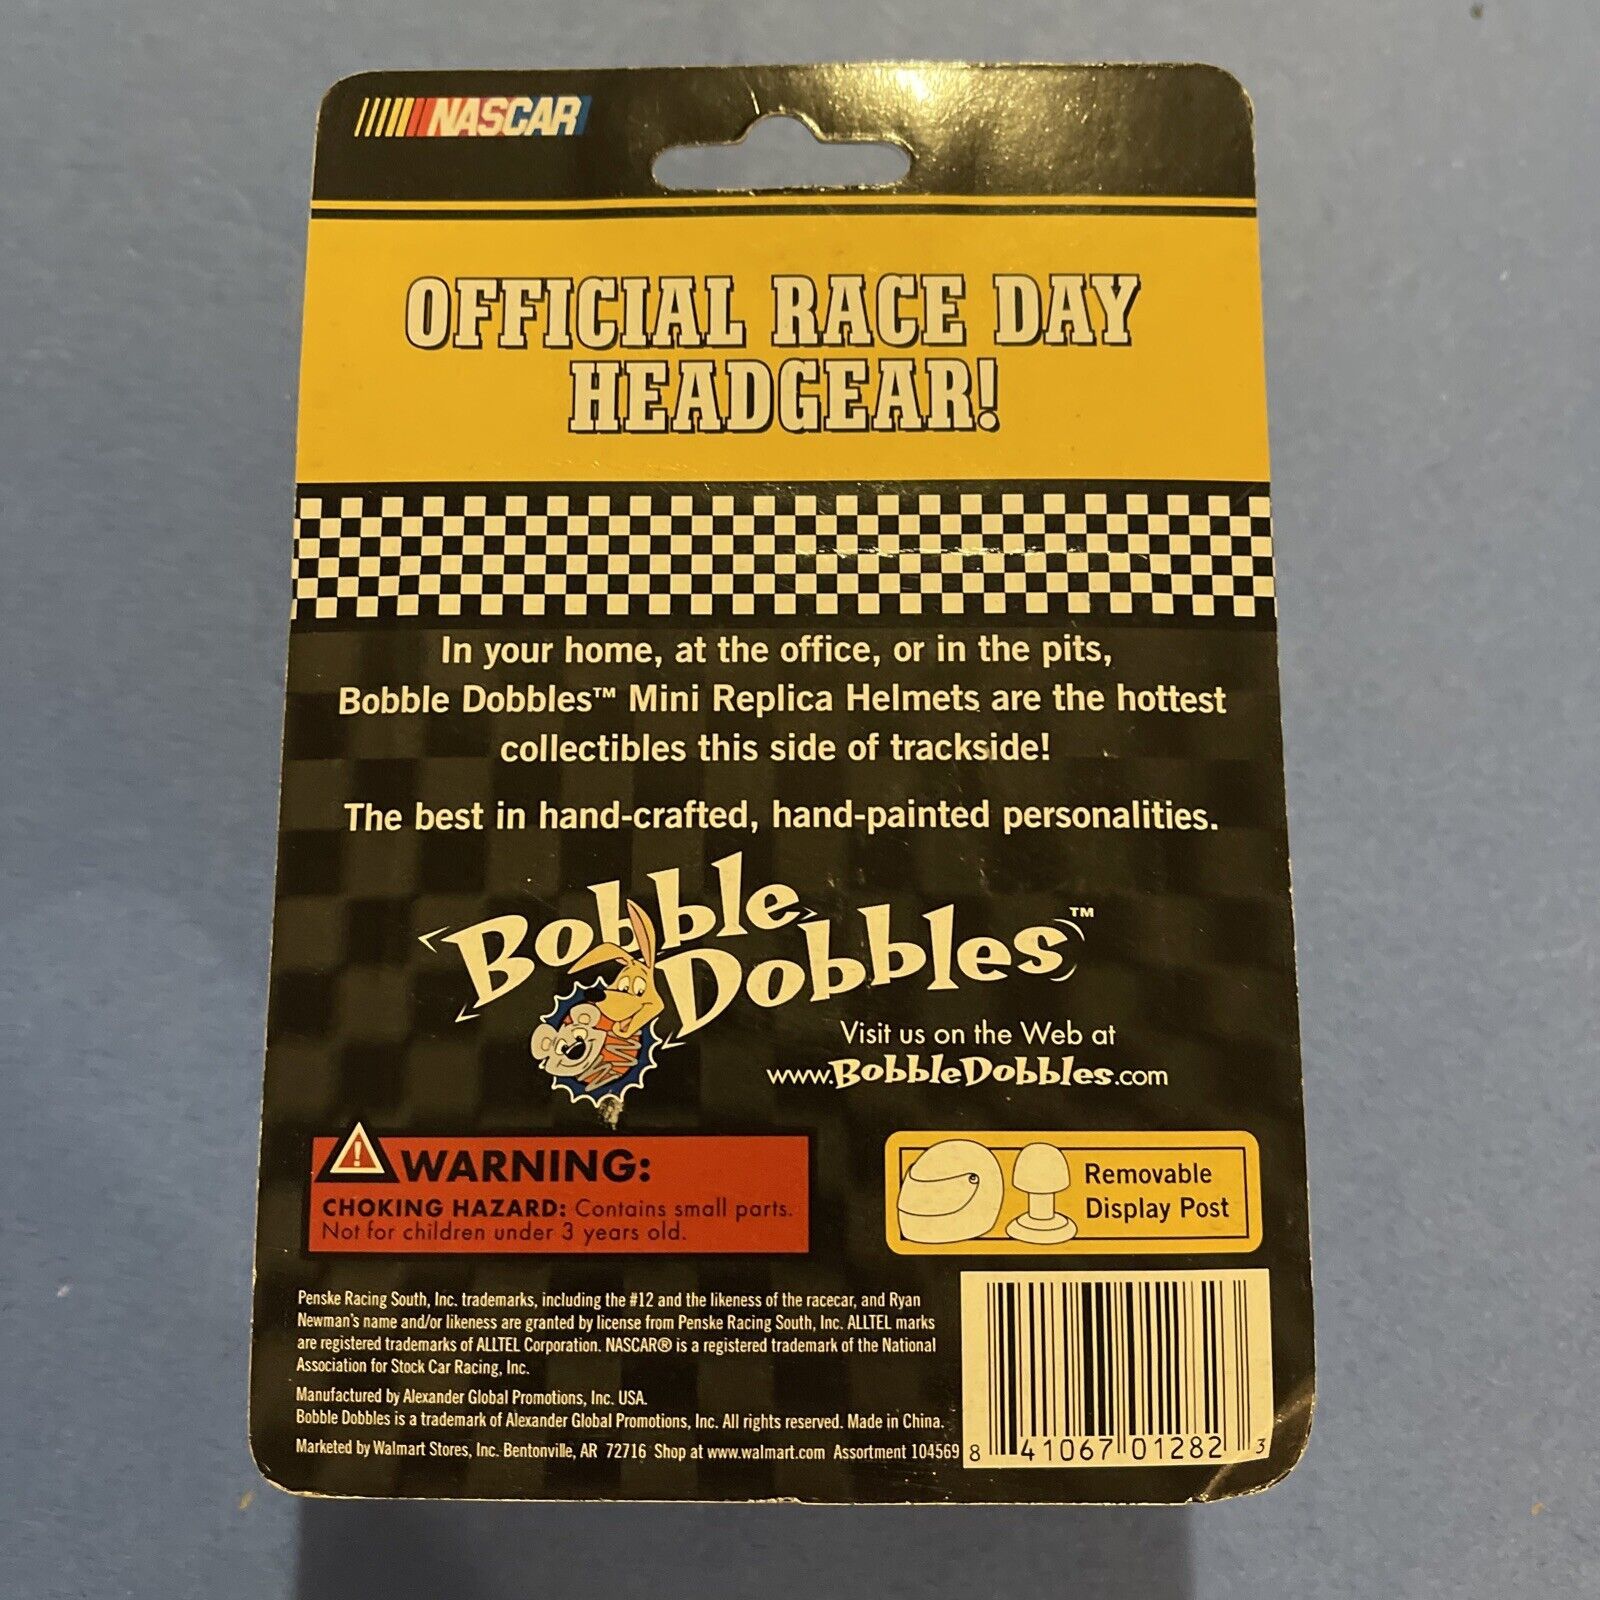 NASCAR
OFFICIAL RACE DAY
HEADGEAR!
In your home, at the office, or in the pits,
Bobble Dobbles™ Mini Replica Helmets are the hottest
collectibles this side of trackside!
The best in hand-crafted, hand-painted personalities.
Bobble
Dobbles™
Visit us on the Web at
www.BobbleDobbles.com
WARNING:
CHOKING HAZARD: Contains small parts.
Not for children under 3 years old.
Removable
Display Post
Penske Racing South, Inc. trademarks, including the #12 and the likeness of the racecar, and Ryan
Newman's name and/or likeness are granted by license from Penske Racing South, Inc. ALLTEL marks
are registered trademarks of ALLTEL Corporation. NASCAR® is a registered trademark of the National
Association for Stock Car Racing, Inc.
Manufactured by Alexander Global Promotions, Inc. USA.
Bobble Dobbles is a trademark of Alexander Global Promotions, Inc. All rights reserved. Made in China.
Marketed by Walmart Stores, Inc. Bentonville, AR 72716 Shop at www.walmart.com Assortment 104569
8 41067 01282 3